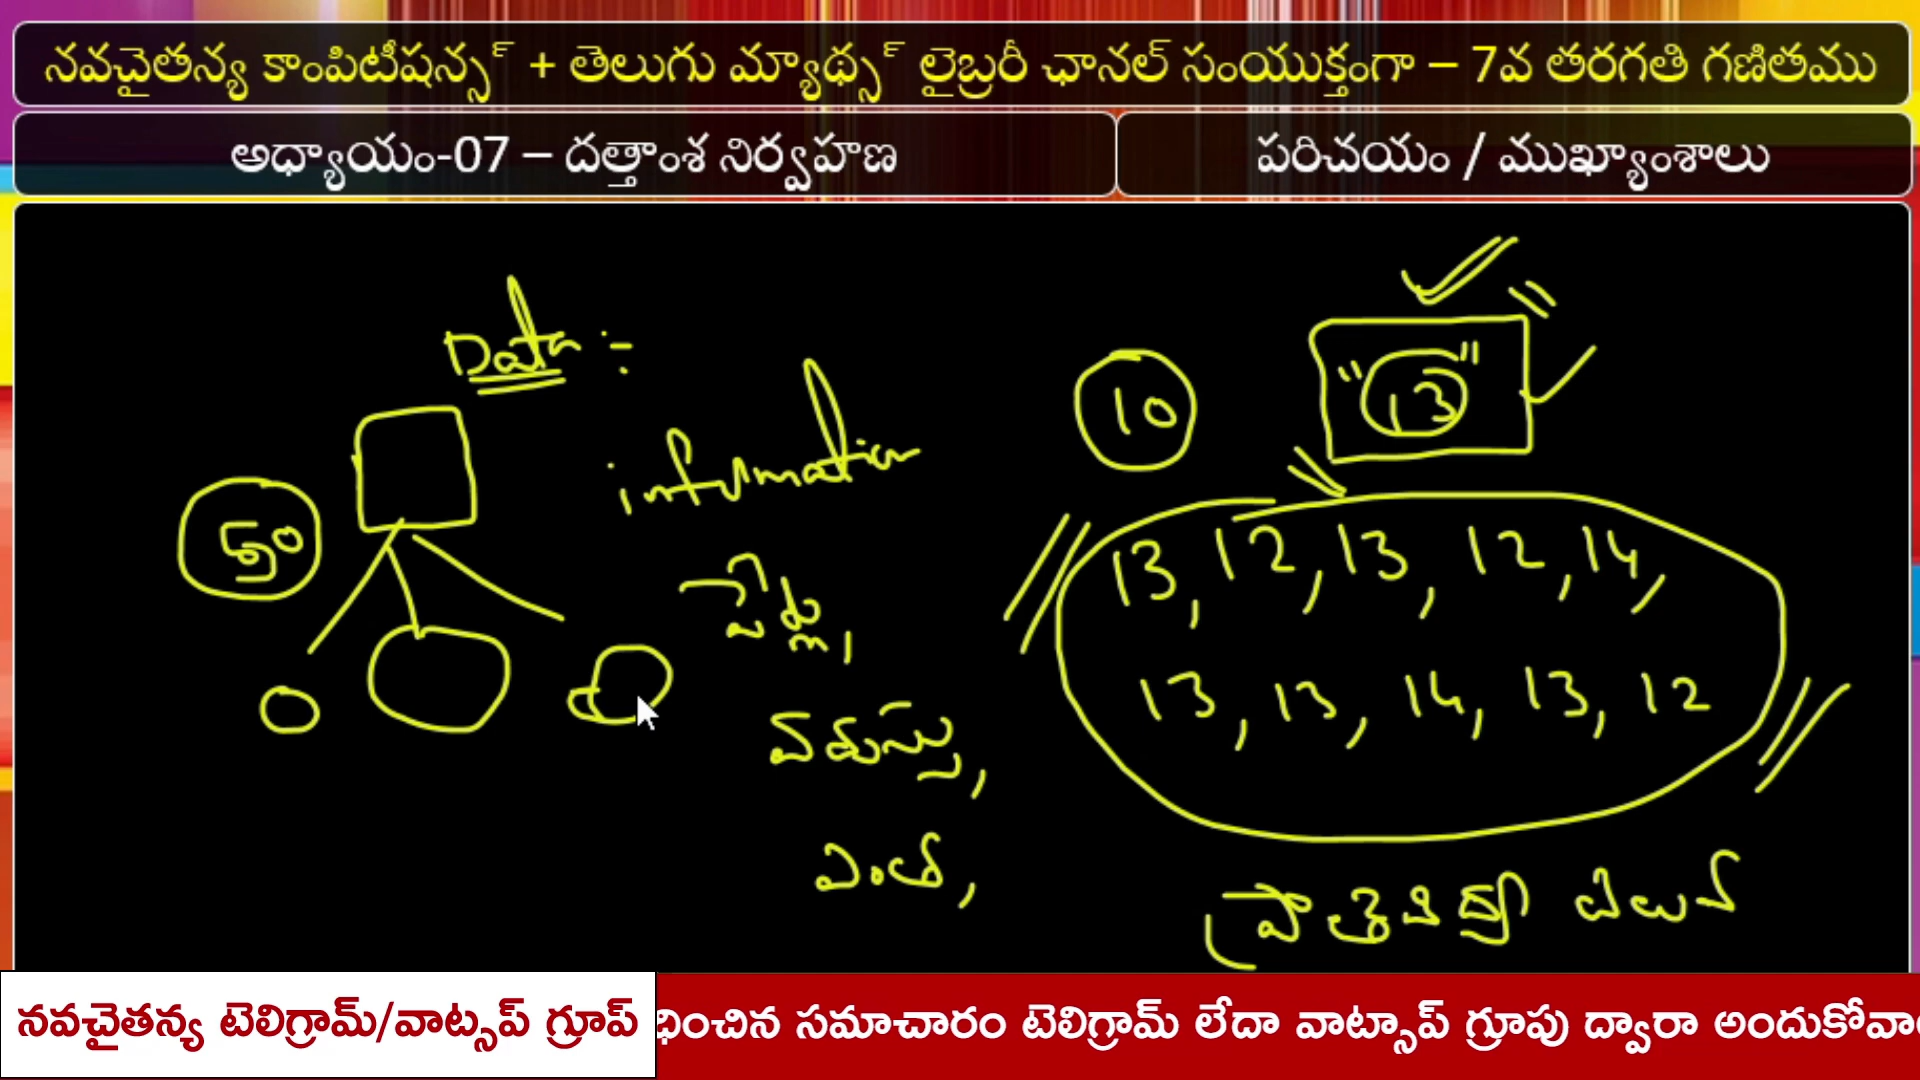 నవచైతన్య కాంపిటీషన్స్ + తెలుగు మ్యాథ్స్ లైబ్రరీ ఛానల్ సంయుక్తంగా – 7వ తరగతి గణితము
అధ్యాయం-07 – దత్తాంశ నిర్వహణ
పరిచయం / ముఖ్యాంశాలు
Data :-
information
50
పేర్లు,
వయస్సు,
ఎంత,
10
"13"
13, 12, 13, 12, 14,
13, 13, 14, 13, 12
ప్రాతినిధ్య విలువ
నవచైతన్య టెలిగ్రామ్/వాట్సప్ గ్రూప్
ధించిన సమాచారం టెలిగ్రామ్ లేదా వాట్సాప్ గ్రూపు ద్వారా అందుకోవా